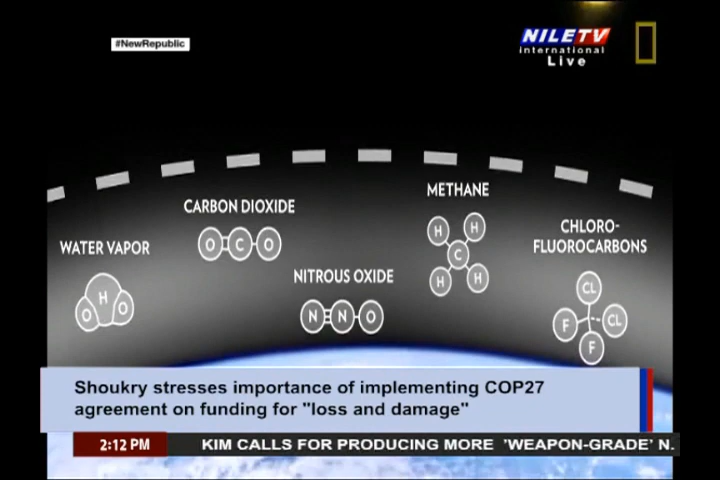 #NewRepublic
NILETV
international
Live
METHANE
CARBON DIOXIDE
CHLORO-
FLUOROCARBONS
WATER VAPOR
NITROUS OXIDE
H H
C
H H
O C O
H
O O
N N O
CL
F CL
F
Shoukry stresses importance of implementing COP27
agreement on funding for "loss and damage"
2:12 PM KIM CALLS FOR PRODUCING MORE 'WEAPON-GRADE' N.